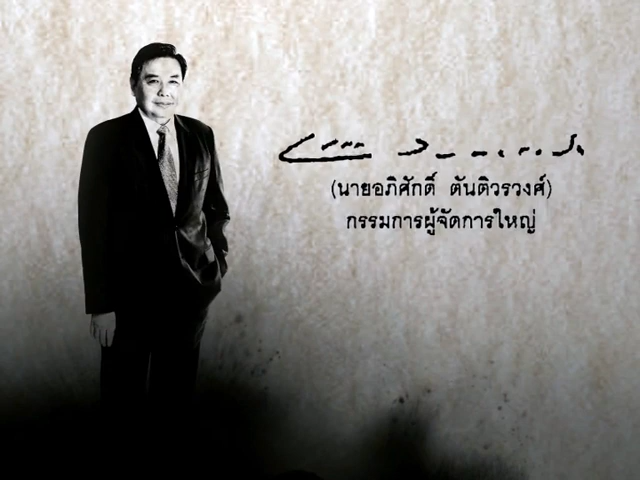 (นายอภิศักดิ์ ตันติวรวงศ์)
กรรมการผู้จัดการใหญ่